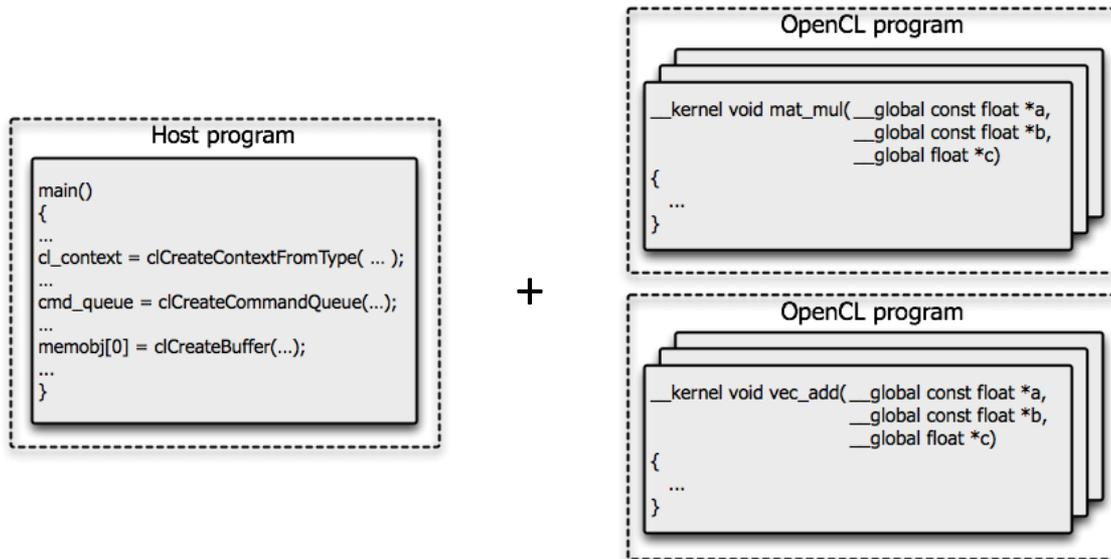 Host program
main()
{
...
cl_context = clCreateContextFromType( ... );
...
cmd_queue = clCreateCommandQueue(...);
...
memobj[0] = clCreateBuffer(...);
...
}
+
OpenCL program
__kernel void mat_mul( __global const float *a,
__global const float *b,
__global float *c)
{
...
}
OpenCL program
__kernel void vec_add( __global const float *a,
__global const float *b,
__global float *c)
{
...
}